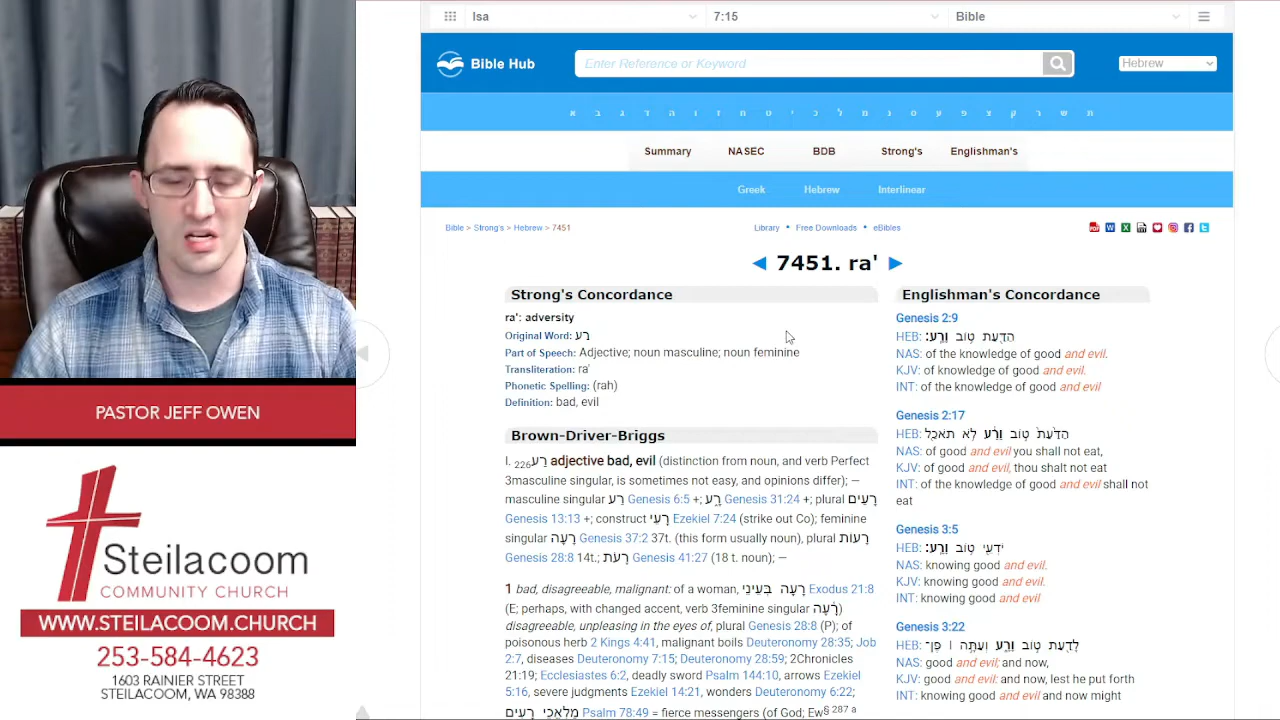 Isa
7:15
Bible
Bible Hub
Enter Reference or Keyword
Hebrew
א ב ג ד ה ו ז ח ט י כ ל מ נ ס ע פ צ ק ר ש ת
Summary NASEC BDB Strong's Englishman's
Greek Hebrew Interlinear
Bible > Strong's > Hebrew > 7451
Library • Free Downloads • eBibles
◄ 7451. ra' ►
Strong's Concordance
ra': adversity
Original Word: רַע
Part of Speech: Adjective; noun masculine; noun feminine
Transliteration: ra'
Phonetic Spelling: (rah)
Definition: bad, evil
Brown-Driver-Briggs
I. 226רַע adjective bad, evil (distinction from noun, and verb Perfect
3masculine singular, is sometimes not easy, and opinions differ); —
masculine singular רַע Genesis 6:5 +; רָ֑ע Genesis 31:24 +; plural רָעִים
Genesis 13:13 +; construct רָעֵי Ezekiel 7:24 (strike out Co); feminine
singular רָעָה Genesis 37:2 37t. (this form usually noun), plural רָעוֺת
Genesis 28:8 14t.; רָעֹת Genesis 41:27 (18 t. noun); —
1 bad, disagreeable, malignant: of a woman, רָעָה בְּעֵינֵי Exodus 21:8
(E; perhaps, with changed accent, verb 3feminine singular רָ֫עָה)
disagreeable, unpleasing in the eyes of, plural Genesis 28:8 (P); of
poisonous herb 2 Kings 4:41, malignant boils Deuteronomy 28:35; Job
2:7, diseases Deuteronomy 7:15; Deuteronomy 28:59; 2Chronicles
21:19; Ecclesiastes 6:2, deadly sword Psalm 144:10, arrows Ezekiel
5:16, severe judgments Ezekiel 14:21, wonders Deuteronomy 6:22;
מַלְאֲכֵי רָעִים Psalm 78:49 = fierce messengers (of God; Ew§ 287 a
Englishman's Concordance
Genesis 2:9
HEB: הַדַּ֖עַת ט֥וֹב וָרָֽע׃
NAS: of the knowledge of good and evil.
KJV: of knowledge of good and evil.
INT: of the knowledge of good and evil
Genesis 2:17
HEB: הַדַּ֙עַת֙ ט֣וֹב וָרָ֔ע לֹ֥א תֹאכַ֖ל
NAS: of good and evil you shall not eat,
KJV: of good and evil, thou shalt not eat
INT: of the knowledge of good and evil shall not
eat
Genesis 3:5
HEB: יֹדְעֵ֖י ט֥וֹב וָרָֽע׃
NAS: knowing good and evil.
KJV: knowing good and evil.
INT: knowing good and evil
Genesis 3:22
HEB: לָדַ֖עַת ט֣וֹב וָרָ֑ע וְעַתָּ֣ה ׀ פֶּן־
NAS: good and evil; and now,
KJV: good and evil: and now, lest he put forth
INT: knowing good and evil and now might
PASTOR JEFF OWEN
Steilacoom
COMMUNITY CHURCH
WWW.STEILACOOM.CHURCH
253-584-4623
1603 RAINIER STREET
STEILACOOM, WA 98388